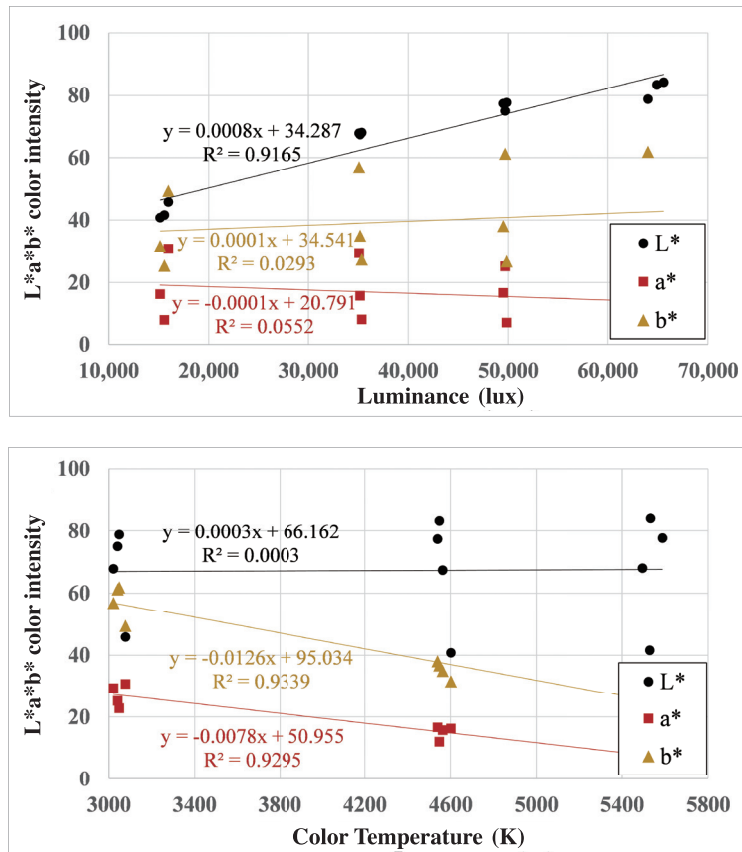 L*a*b* color intensity
100
80
60
40
20
0
y = 0.0008x + 34.287
R² = 0.9165
y = 0.0001x + 34.541
R² = 0.0293
y = -0.0001x + 20.791
R² = 0.0552
L*
a*
b*
10,000 20,000 30,000 40,000 50,000 60,000 70,000
Luminance (lux)
L*a*b* color intensity
100
80
60
40
20
0
y = 0.0003x + 66.162
R² = 0.0003
y = -0.0126x + 95.034
R² = 0.9339
y = -0.0078x + 50.955
R² = 0.9295
L*
a*
b*
3000 3400 3800 4200 4600 5000 5400 5800
Color Temperature (K)